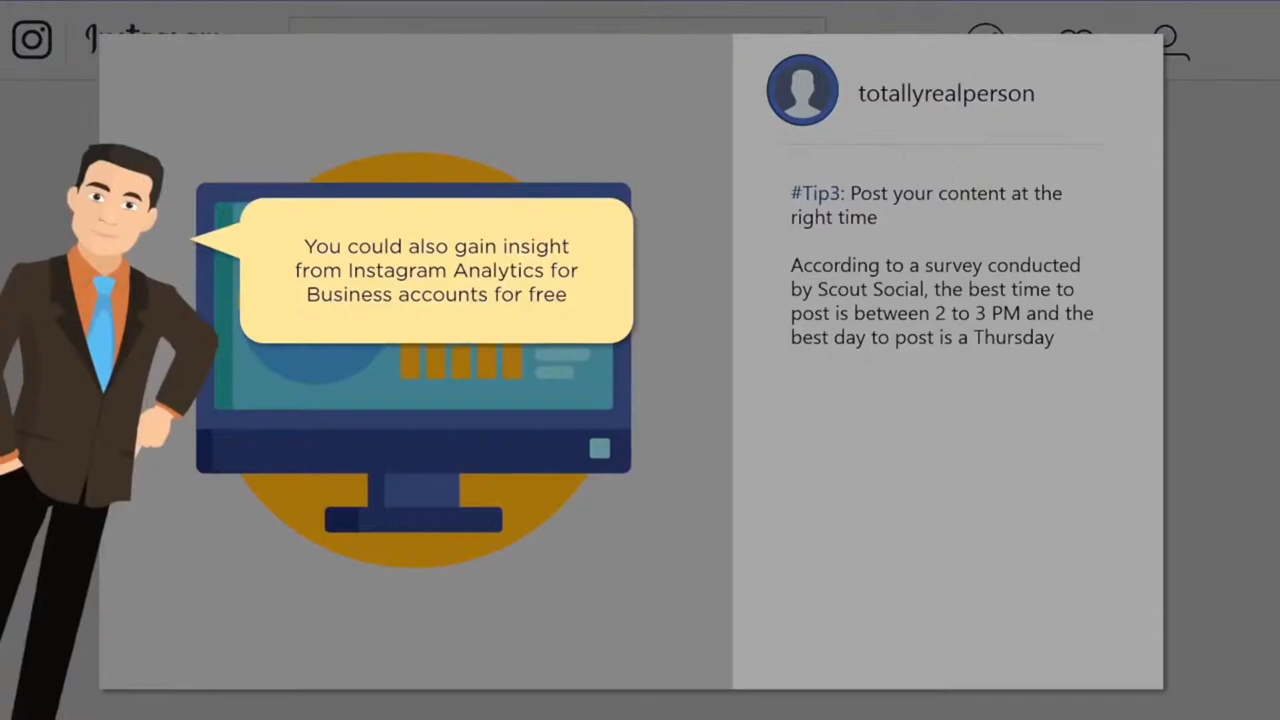 Instagram
totallyrealperson
#Tip3: Post your content at the
right time
According to a survey conducted
by Scout Social, the best time to
post is between 2 to 3 PM and the
best day to post is a Thursday
You could also gain insight
from Instagram Analytics for
Business accounts for free